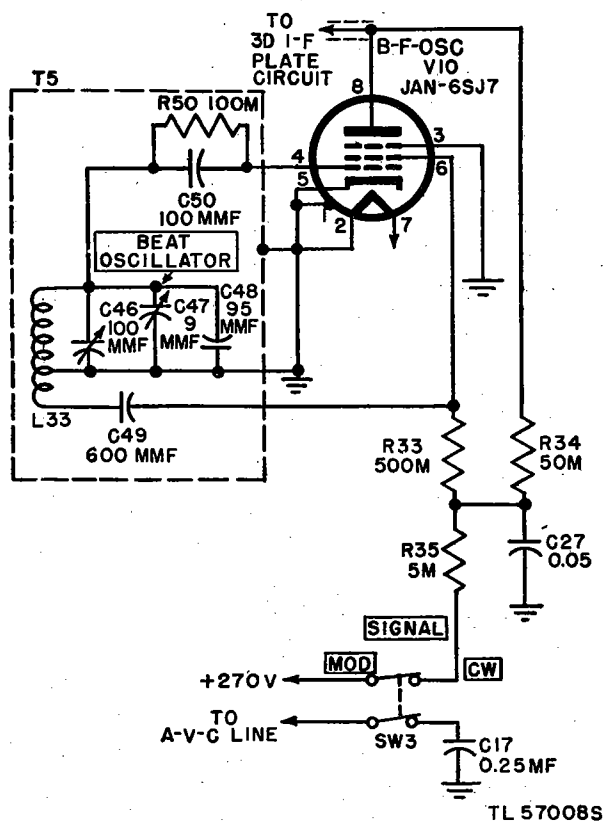 TO
3D I-F
PLATE
CIRCUIT
B-F-OSC
V10
JAN-6SJ7
T5
R50 100M
8
3
4
6
5
2
7
C50
100 MMF
BEAT
OSCILLATOR
C46
100
MMF
C47
9
MMF
C48
95
MMF
L33
C49
600 MMF
R33
500M
R34
50M
R35
5M
C27
0.05
SIGNAL
MOD
CW
+270V
TO
A-V-C LINE
SW3
C17
0.25MF
TL 57008S